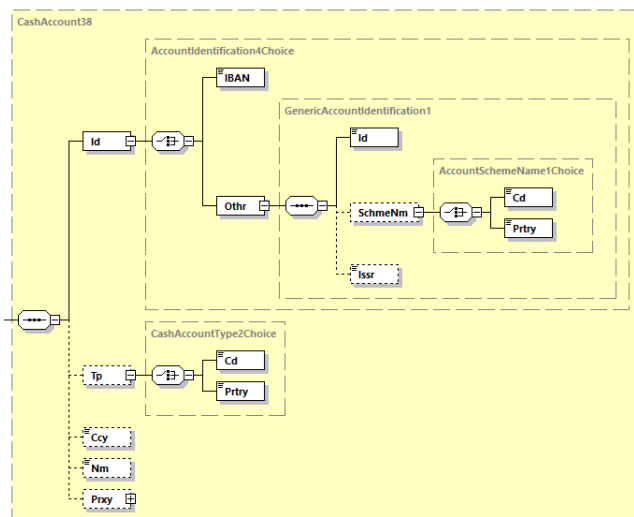 CashAccount38
AccountIdentification4Choice
IBAN
GenericAccountIdentification1
Id
Id
AccountSchemeName1Choice
Cd
Othr
SchmeNm
Prtry
Issr
CashAccountType2Choice
Cd
Tp
Prtry
Ccy
Nm
Prxy